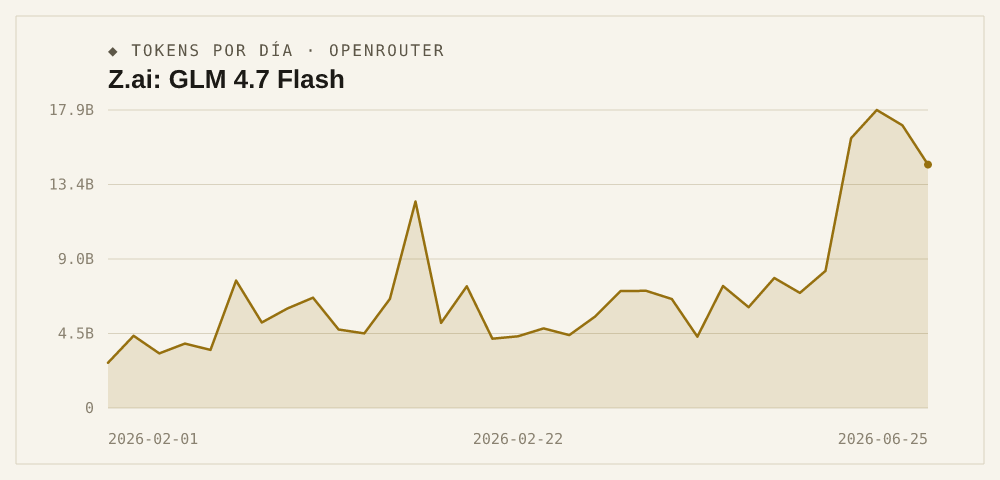 ◆ TOKENS POR DÍA · OPENROUTER
Z.ai: GLM 4.7 Flash
17.9B
13.4B
9.0B
4.5B
0
2026-02-01 2026-02-22 2026-06-25